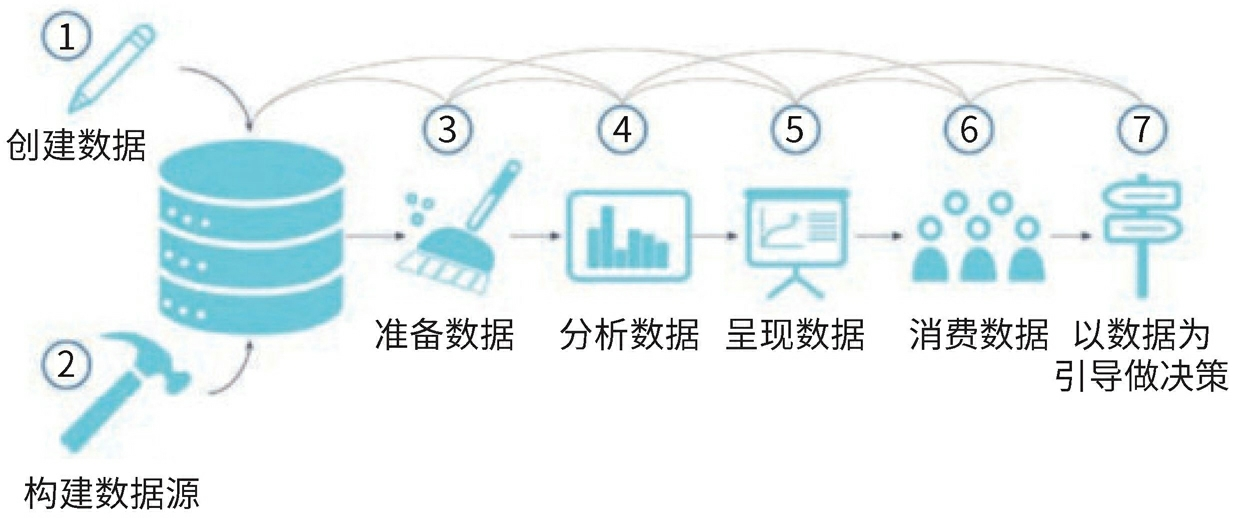 ①
创建数据
②
构建数据源
③
准备数据
④
分析数据
⑤
呈现数据
⑥
消费数据
⑦
以数据为
引导做决策